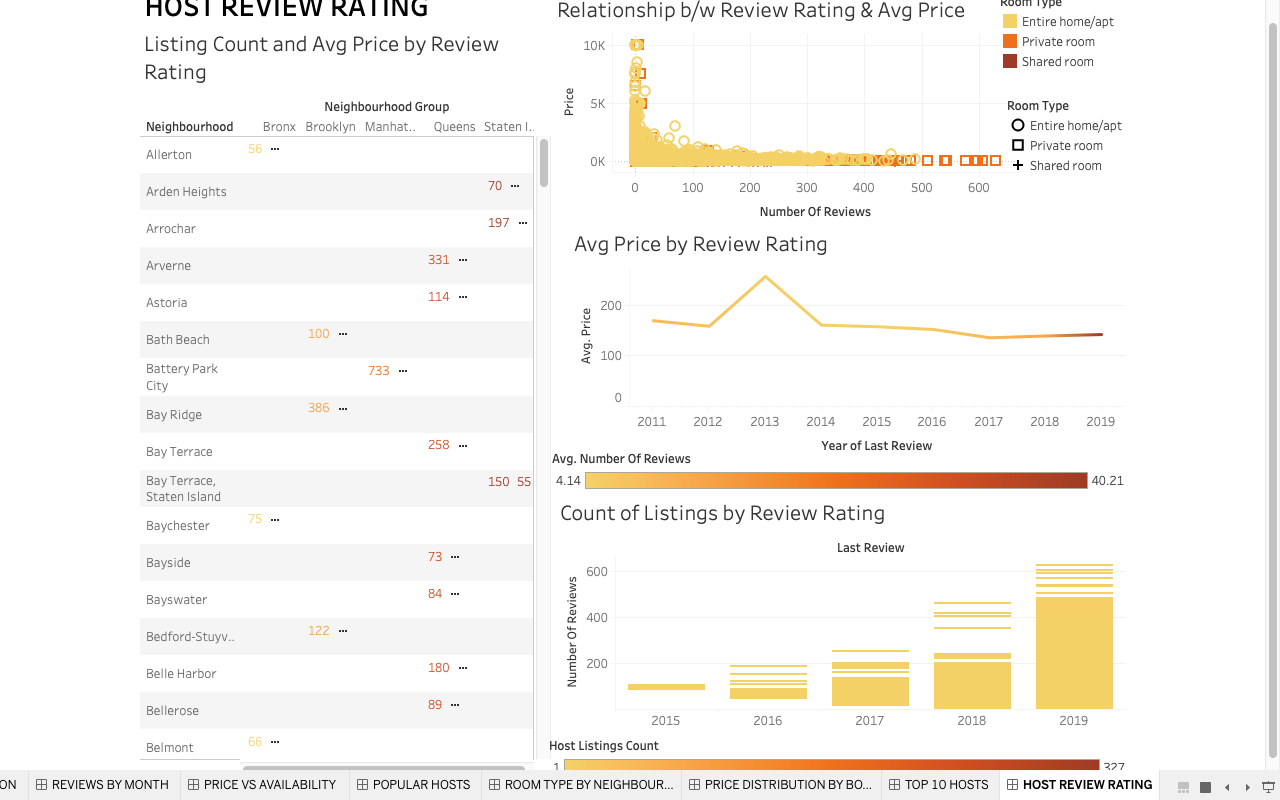 HOST REVIEW RATING
Listing Count and Avg Price by Review
Rating
Neighbourhood Group
Neighbourhood Bronx Brooklyn Manhat.. Queens Staten I..
Allerton 56 ...
Arden Heights 70 ...
Arrochar 197 ...
Arverne 331 ...
Astoria 114 ...
Bath Beach 100 ...
Battery Park
City 733 ...
Bay Ridge 386 ...
Bay Terrace 258 ...
Bay Terrace,
Staten Island 150 55
Baychester 75 ...
Bayside 73 ...
Bayswater 84 ...
Bedford-Stuyv.. 122 ...
Belle Harbor 180 ...
Bellerose 89 ...
Belmont 66 ...
Relationship b/w Review Rating & Avg Price
Price
10K
5K
0K
0 100 200 300 400 500 600
Number Of Reviews
Room Type
Entire home/apt
Private room
Shared room
Room Type
Entire home/apt
Private room
Shared room
Avg Price by Review Rating
Avg. Price
200
100
0
2011 2012 2013 2014 2015 2016 2017 2018 2019
Year of Last Review
Avg. Number Of Reviews
4.14 40.21
Count of Listings by Review Rating
Last Review
Number Of Reviews
600
400
200
2015 2016 2017 2018 2019
Host Listings Count
1 327
ON REVIEWS BY MONTH PRICE VS AVAILABILITY POPULAR HOSTS ROOM TYPE BY NEIGHBOUR... PRICE DISTRIBUTION BY BO... TOP 10 HOSTS HOST REVIEW RATING